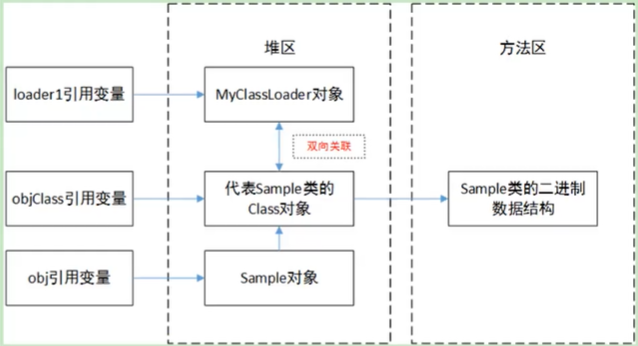 堆区
方法区
loader1引用变量
MyClassLoader对象
双向关联
objClass引用变量
代表Sample类的
Class对象
Sample类的二进制
数据结构
obj引用变量
Sample对象